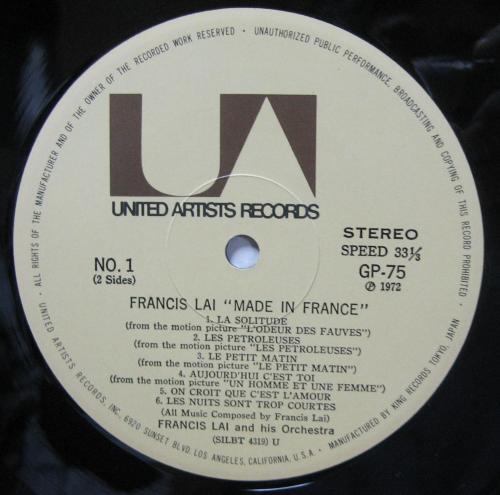 UNITED ARTISTS RECORDS, INC. 6920 SUNSET BLVD. LOS ANGELES, CALIFORNIA, U.S.A. · MANUFACTURED BY KING RECORDS TOKYO, JAPAN
· ALL RIGHTS OF THE MANUFACTURER AND OF THE OWNER OF THE RECORDED WORK RESERVED · UNAUTHORIZED PUBLIC PERFORMANCE, BROADCASTING AND COPYING OF THIS RECORD PROHIBITED
UA
UNITED ARTISTS RECORDS
NO. 1
(2 Sides)
STEREO
SPEED 33⅓
GP-75
℗ 1972
FRANCIS LAI "MADE IN FRANCE"
1. LA SOLITUDE
(from the motion picture "L'ODEUR DES FAUVES")
2. LES PETROLEUSES
(from the motion picture "LES PETROLEUSES")
3. LE PETIT MATIN
(from the motion picture "LE PETIT MATIN")
4. AUJOURD'HUI C'EST TOI
(from the motion picture "UN HOMME ET UNE FEMME")
5. ON CROIT QUE C'EST L'AMOUR
6. LES NUITS SONT TROP COURTES
(All Music Composed by Francis Lai)
FRANCIS LAI and his Orchestra
(SILBT 4319) U